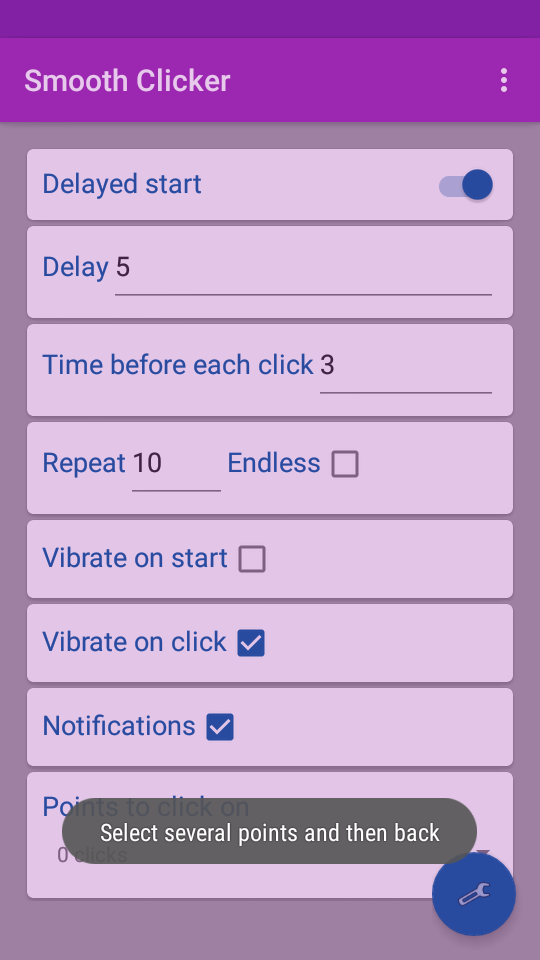 Smooth Clicker
Delayed start
Delay 5
Time before each click 3
Repeat 10 Endless
Vibrate on start
Vibrate on click
Notifications
Points to click on
Select several points and then back
0 clicks